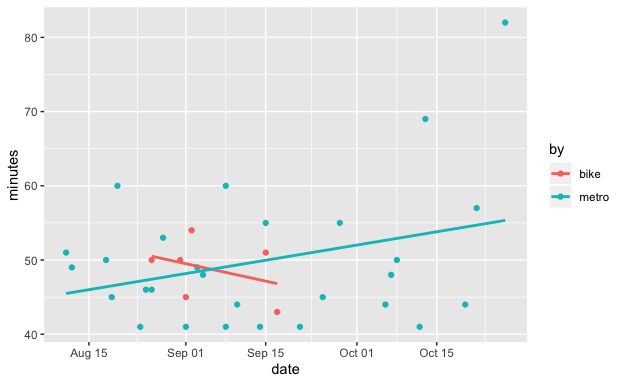 80
70
60
50
40
minutes
Aug 15
Sep 01
Sep 15
Oct 01
Oct 15
date
by
bike
metro